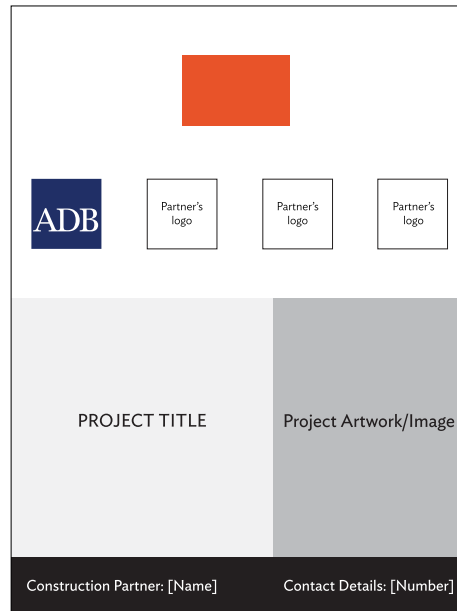 ADB
Partner's
logo
Partner's
logo
Partner's
logo
PROJECT TITLE
Project Artwork/Image
Construction Partner: [Name]
Contact Details: [Number]